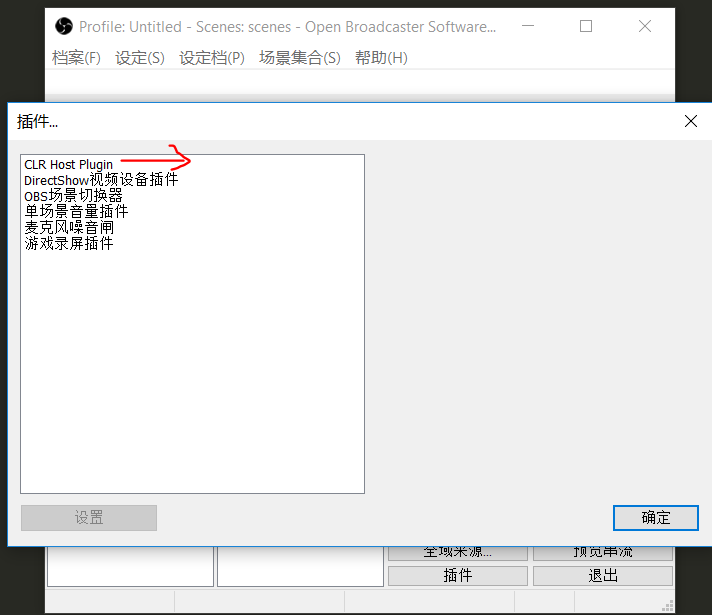 Profile: Untitled - Scenes: scenes - Open Broadcaster Software...
档案(F) 设定(S) 设定档(P) 场景集合(S) 帮助(H)
插件...
CLR Host Plugin
DirectShow视频设备插件
OBS场景切换器
单场景音量插件
麦克风噪音闸
游戏录屏插件
设置 确定
全域来源... 预览串流
插件 退出